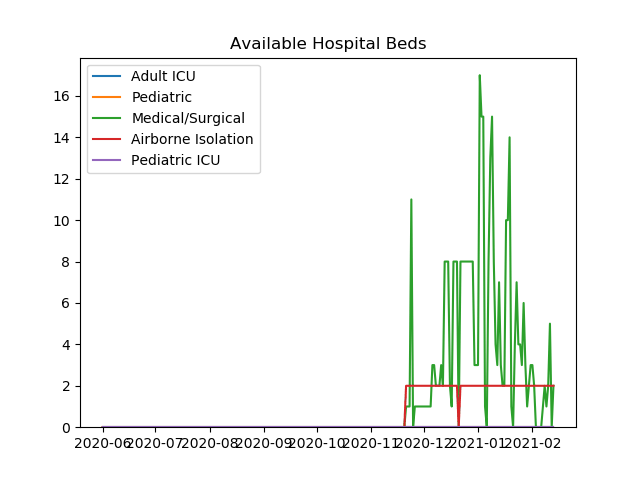 Available Hospital Beds
Adult ICU
Pediatric
Medical/Surgical
Airborne Isolation
Pediatric ICU
16
14
12
10
8
6
4
2
0
2020-06 2020-07 2020-08 2020-09 2020-10 2020-11 2020-12 2021-01 2021-02